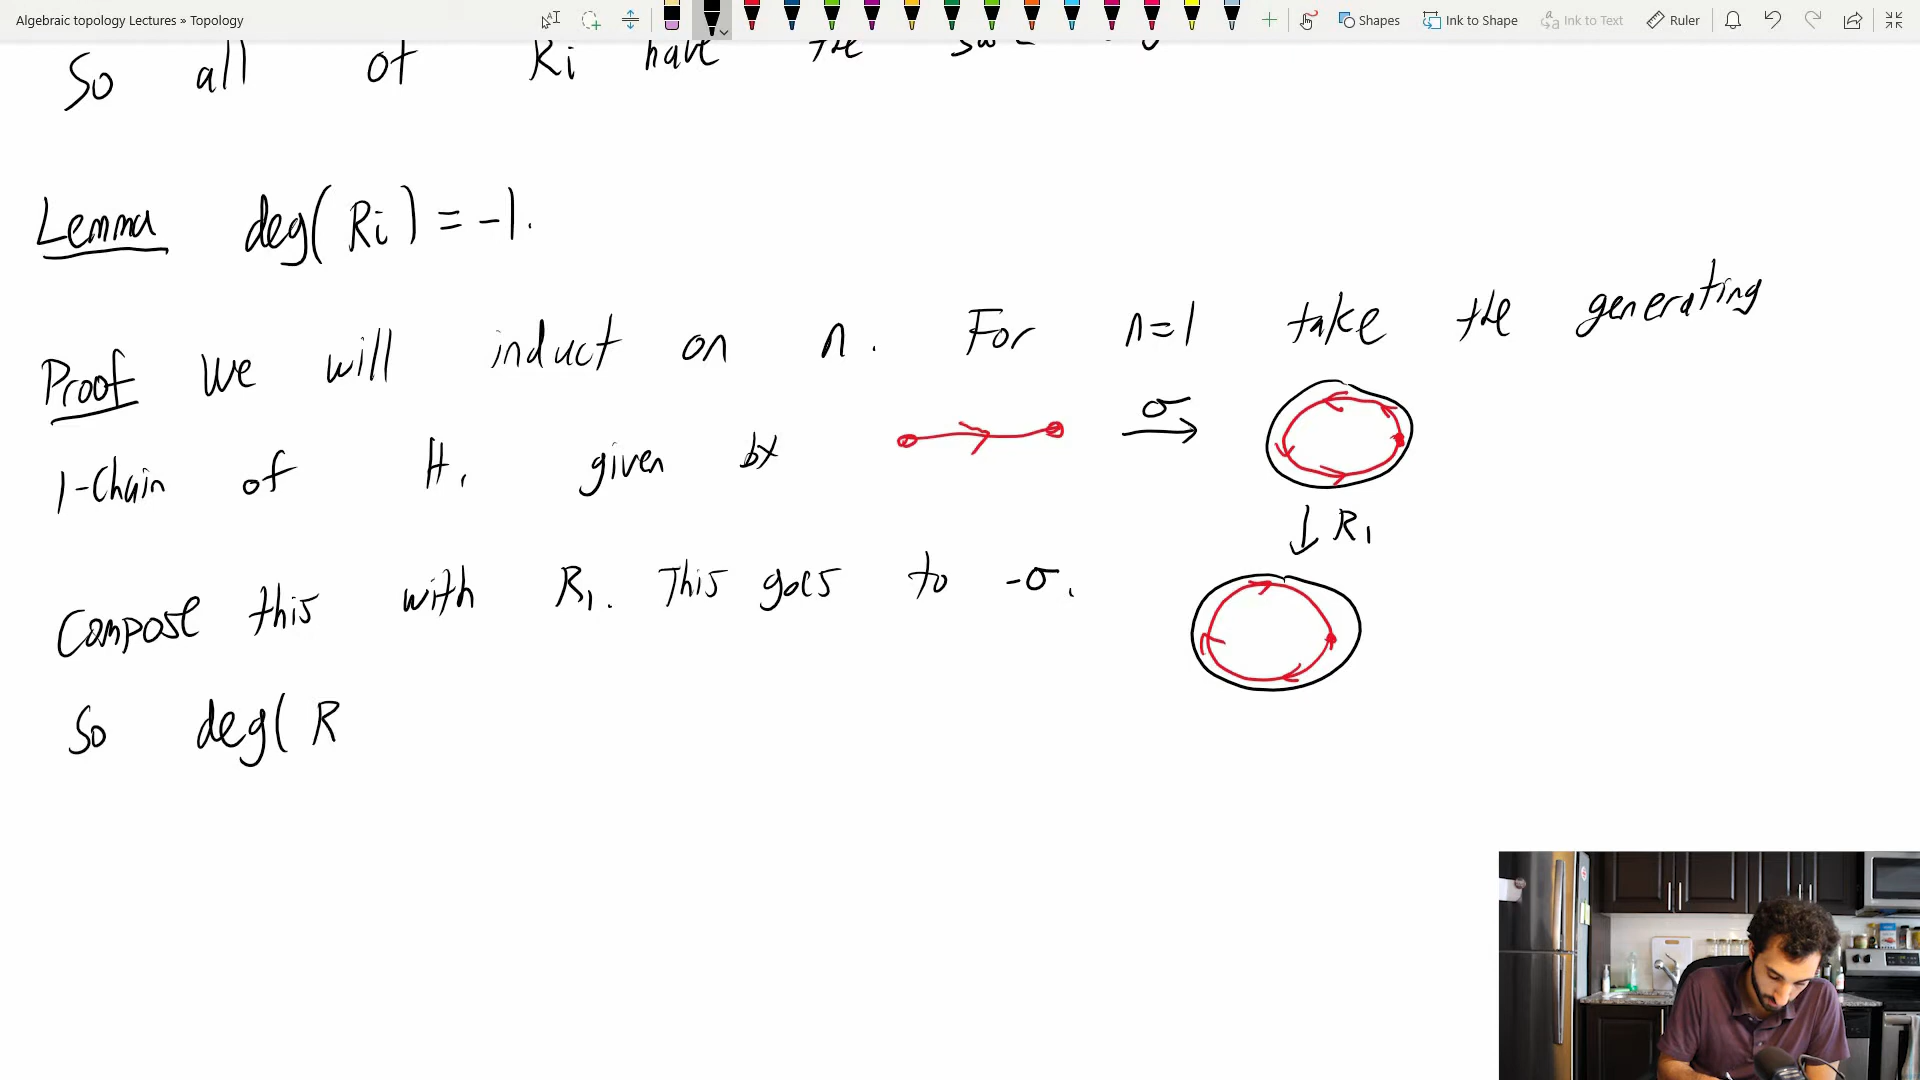 Algebraic topology Lectures » Topology
Shapes Ink to Shape Ink to Text Ruler
So all of Ri have the
Lemma deg(Ri) = -1.
Proof We will induct on n. For n=1 take the generating
1-Chain of H1 given by σ
R1
Compose this with R1. This goes to -σ.
So deg( R